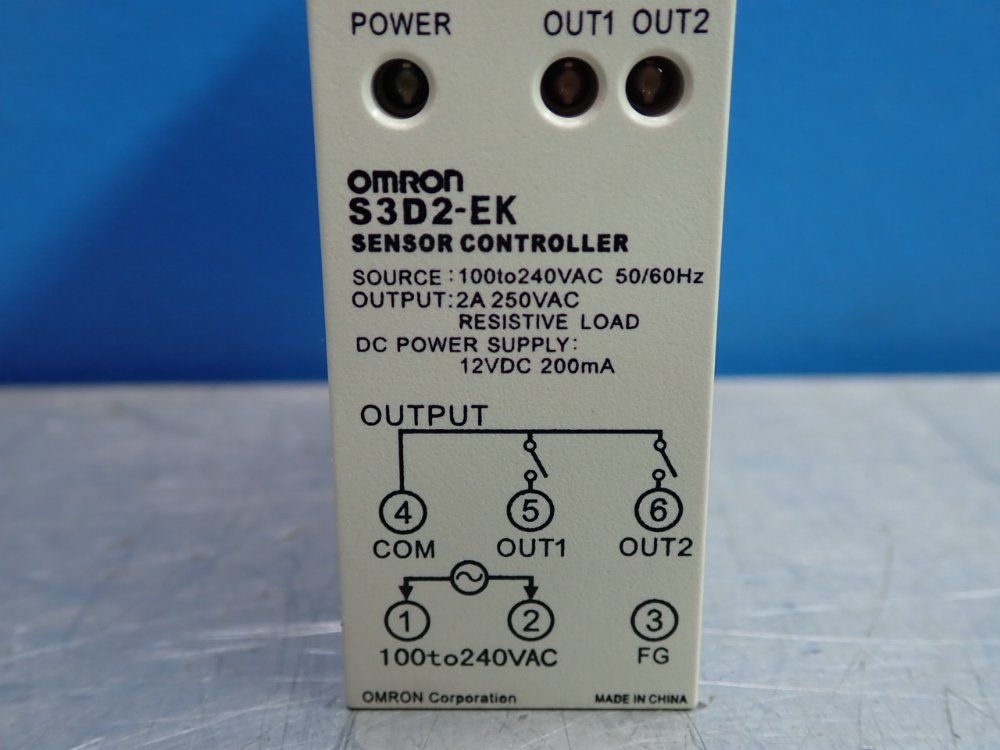 POWER OUT1 OUT2
OMRON
S3D2-EK
SENSOR CONTROLLER
SOURCE:100to240VAC 50/60Hz
OUTPUT:2A 250VAC
RESISTIVE LOAD
DC POWER SUPPLY:
12VDC 200mA
OUTPUT
4 5 6
COM OUT1 OUT2
1 2 3
100to240VAC FG
OMRON Corporation MADE IN CHINA